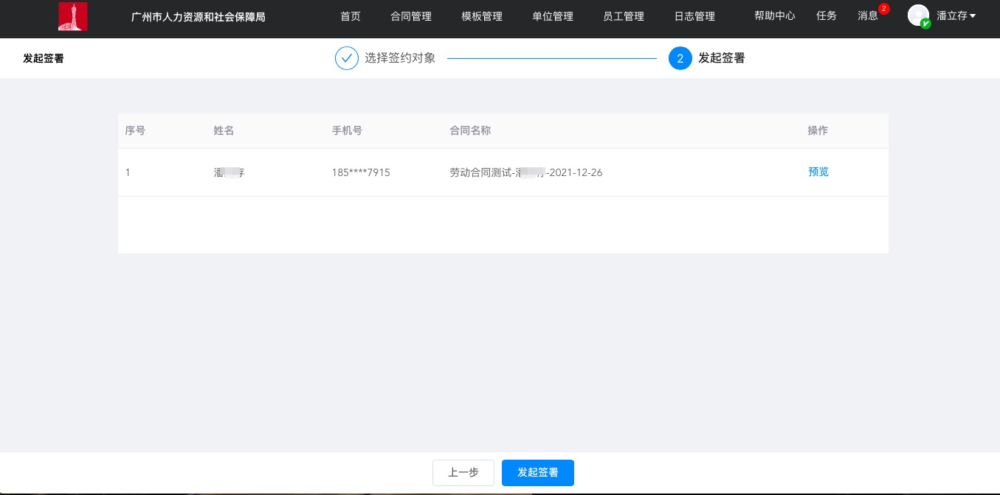 广州市人力资源和社会保障局 首页 合同管理 模板管理 单位管理 员工管理 日志管理 帮助中心 任务 消息 2 潘立存
发起签署 选择签约对象 2 发起签署
序号 姓名 手机号 合同名称 操作
1 潘 存 185****7915 劳动合同测试- -2021-12-26 预览
上一步 发起签署